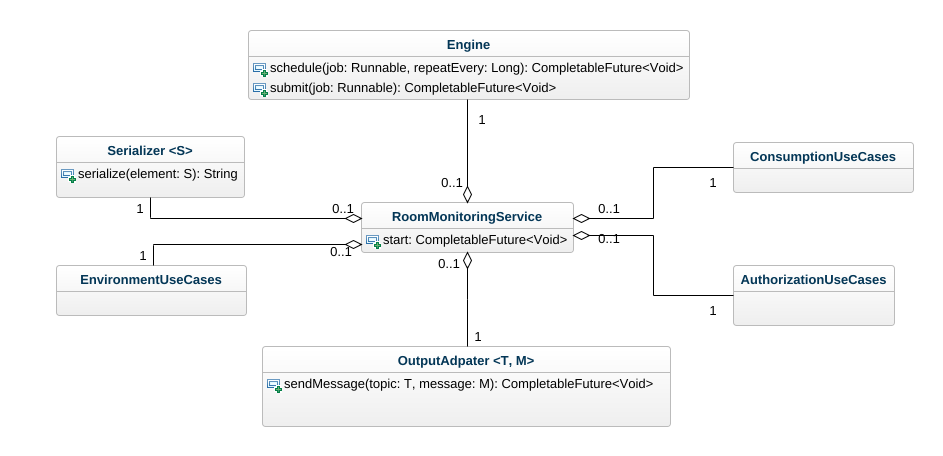 Engine
schedule(job: Runnable, repeatEvery: Long): CompletableFuture<Void>
submit(job: Runnable): CompletableFuture<Void>
1
Serializer <S>
serialize(element: S): String
ConsumptionUseCases
0..1
1
1
0..1
0..1
RoomMonitoringService
start: CompletableFuture<Void>
0..1
0..1
1
0..1
EnvironmentUseCases
AuthorizationUseCases
1
1
OutputAdpater <T, M>
sendMessage(topic: T, message: M): CompletableFuture<Void>